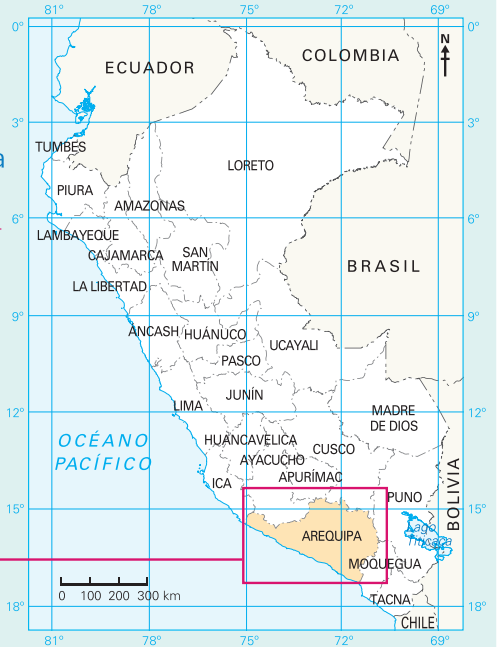 81° 78° 75° 72° 69°
0° 0°
N
ECUADOR
COLOMBIA
3° 3°
TUMBES
a
LORETO
PIURA
AMAZONAS
6° 6°
LAMBAYEQUE
CAJAMARCA
SAN
MARTÍN
BRASIL
LA LIBERTAD
9° 9°
ÁNCASH
HUÁNUCO
UCAYALI
PASCO
JUNÍN
12° 12°
LIMA
MADRE
DE DIOS
OCÉANO
PACÍFICO
HUANCAVELICA
CUSCO
AYACUCHO
APURÍMAC
ICA
PUNO
BOLIVIA
15° 15°
Lago
Titicaca
AREQUIPA
MOQUEGUA
0 100 200 300 km
TACNA
18° 18°
CHILE
81° 78° 75° 72° 69°